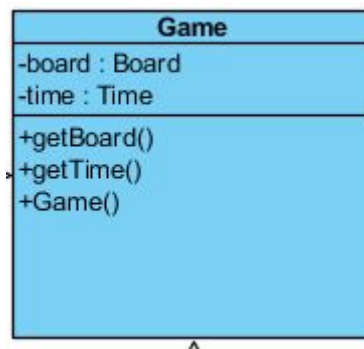 Game
-board : Board
-time : Time
+getBoard()
+getTime()
+Game()